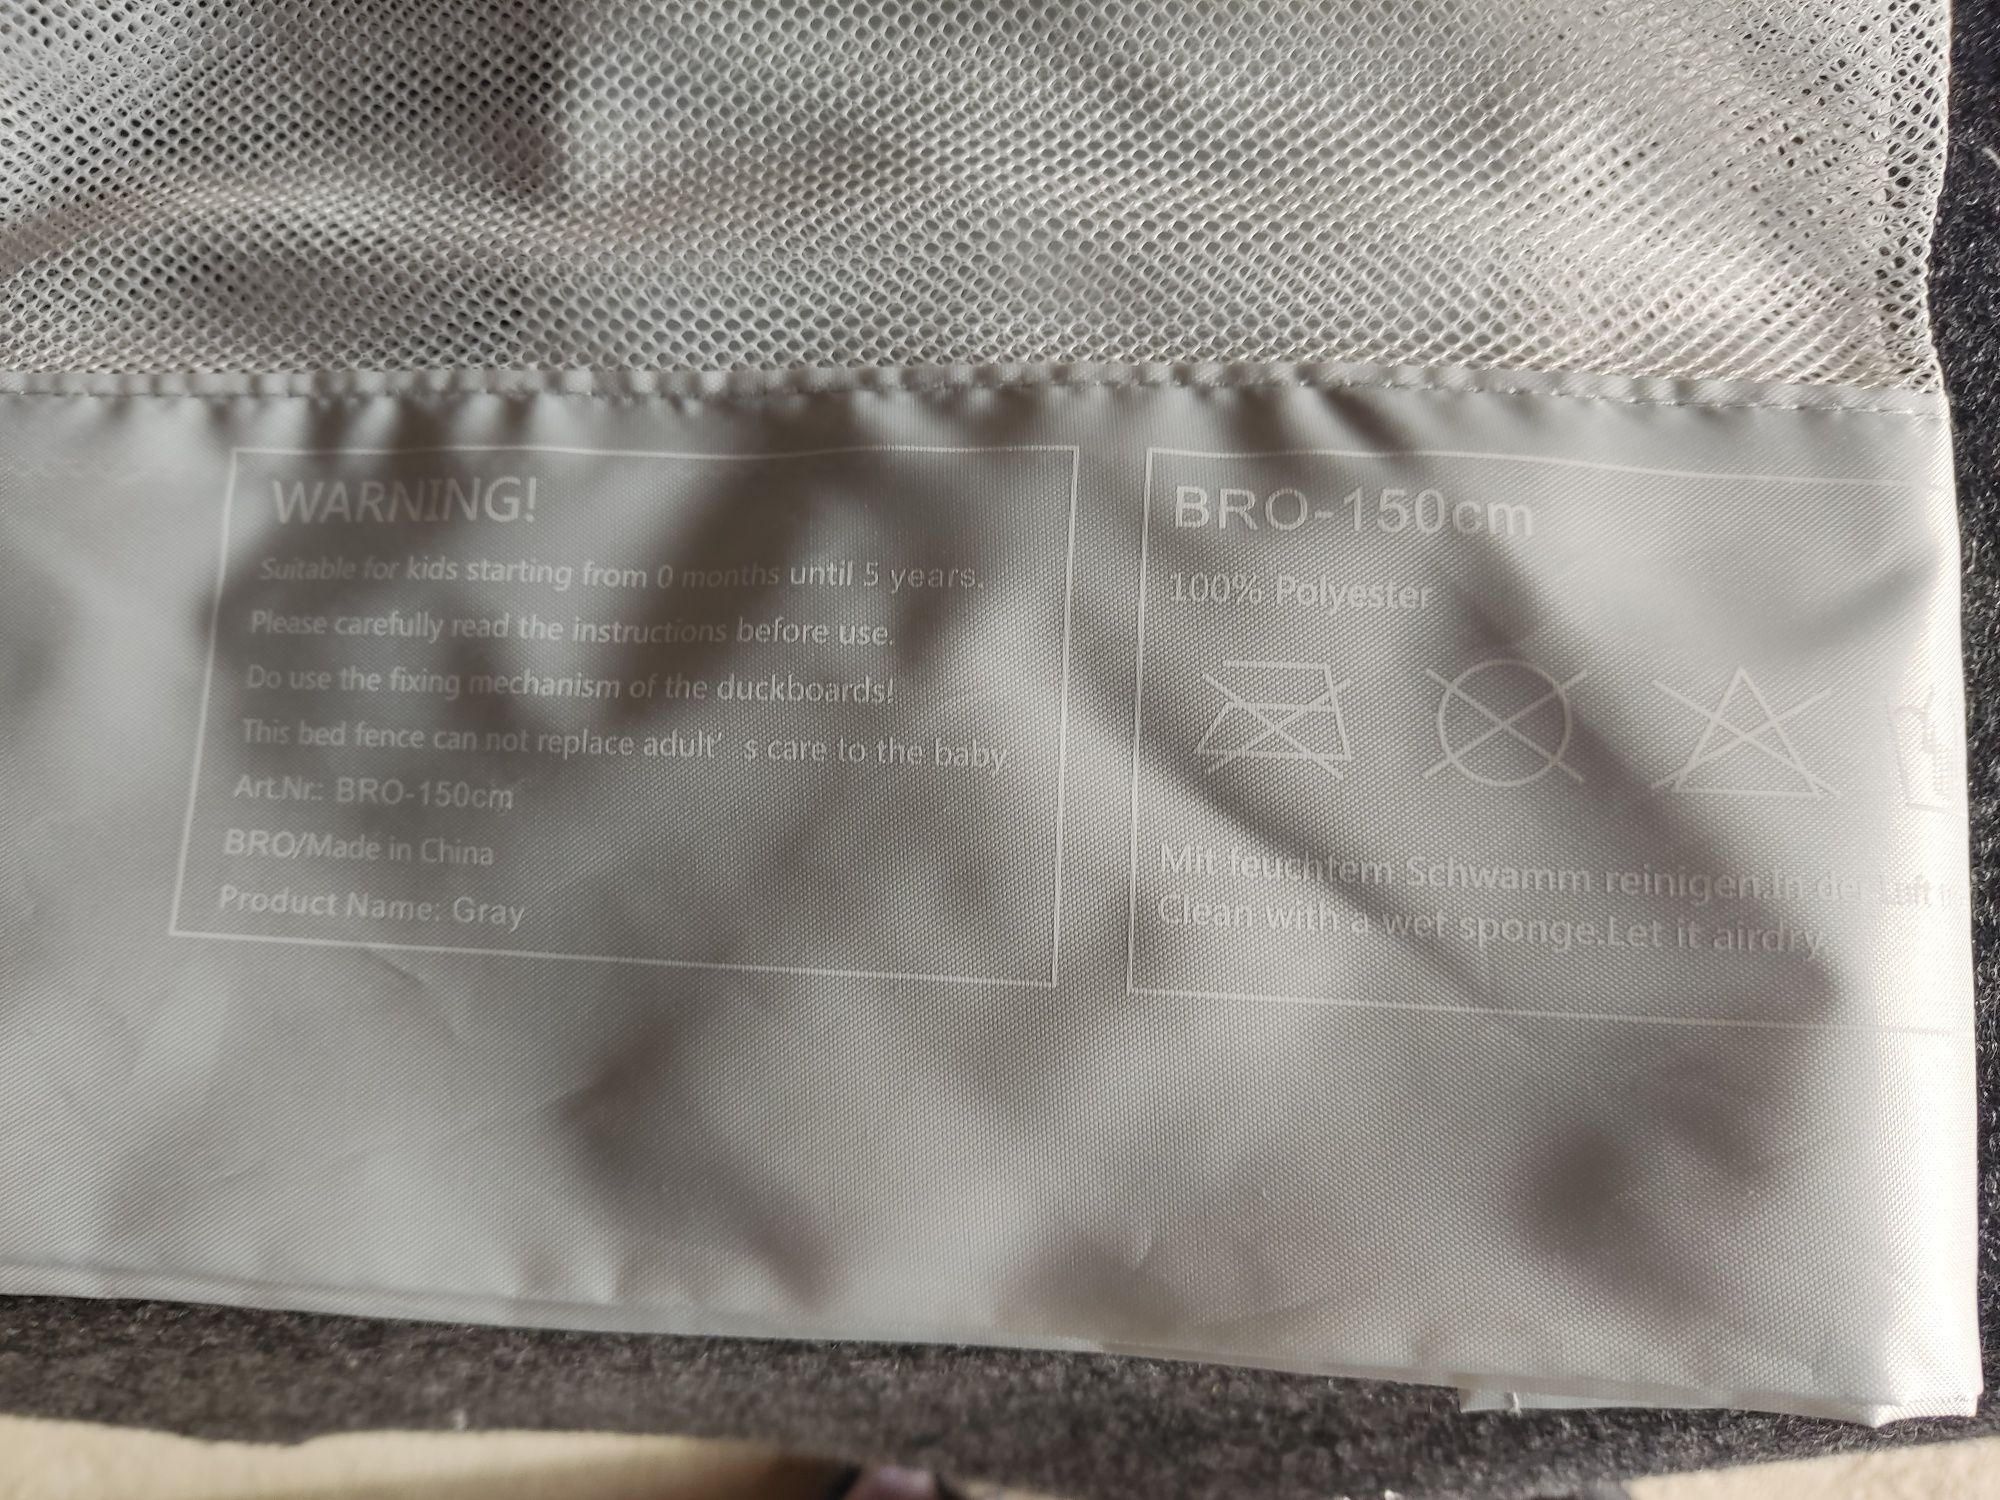 WARNING!
Suitable for kids starting from 0 months until 5 years.
Please carefully read the instructions before use.
Do use the fixing mechanism of the duckboards!
This bed fence can not replace adult’ s care to the baby.
Art.Nr.: BRO-150cm
BRO/Made in China
Product Name: Gray
BRO-150cm
100% Polyester
Mit feuchtem Schwamm reinigen.In der Luft
Clean with a wet sponge.Let it airdry.